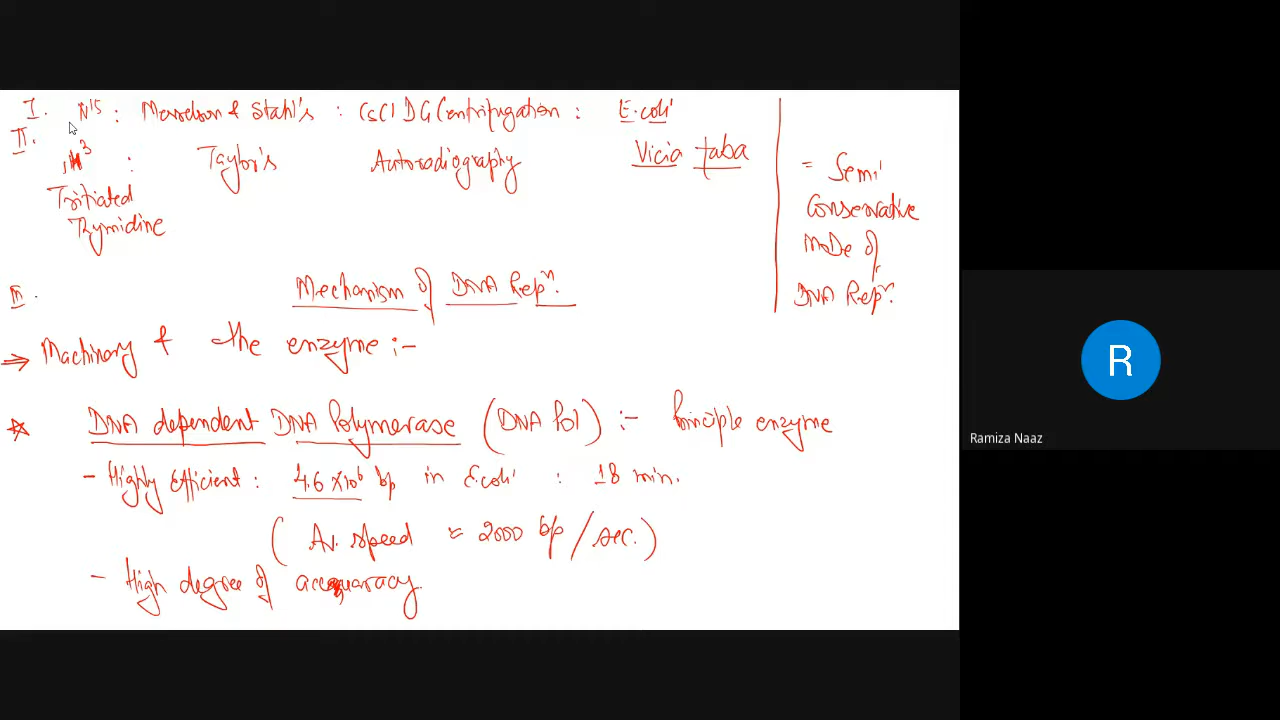 I. N15 : Messelson & Stahl's : CsCl DG Centrifugation : E.coli
II. H3 : Taylor's Autoradiography Vicia faba
Tritiated
Thymidine
= Semi
Conservative
mode of
DNA Repn.
III. Mechanism of DNA Repn.
⇒ Machinery & the enzyme :-
☆ DNA dependent DNA Polymerase (DNA Pol) :- Principle enzyme
- Highly Efficient : 4.6 × 10⁶ bp in E.coli : 18 min.
(Av. speed ≈ 2000 bp/sec.)
- High degree of
R
Ramiza Naaz